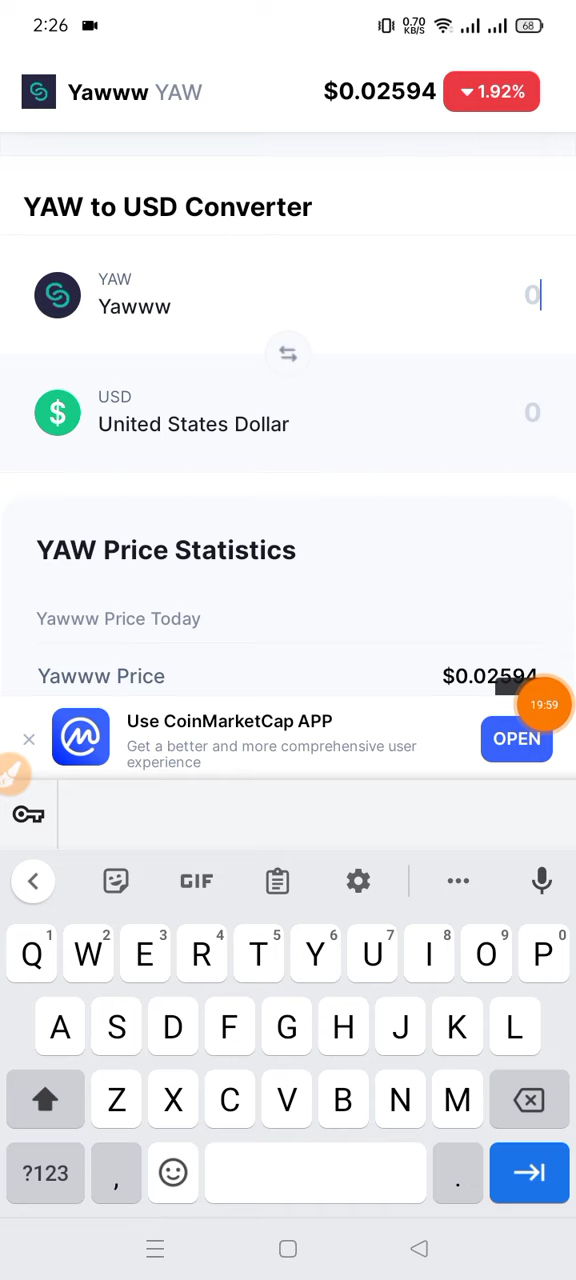 2:26 0.70 KB/S 68
Yawww YAW $0.02594 1.92%
YAW to USD Converter
YAW
Yawww 0
USD
United States Dollar 0
YAW Price Statistics
Yawww Price Today
Yawww Price $0.02594
19:59
Use CoinMarketCap APP
Get a better and more comprehensive user
experience
OPEN
GIF
Q1 W2 E3 R4 T5 Y6 U7 I8 O9 P0
A S D F G H J K L
Z X C V B N M
?123 , .